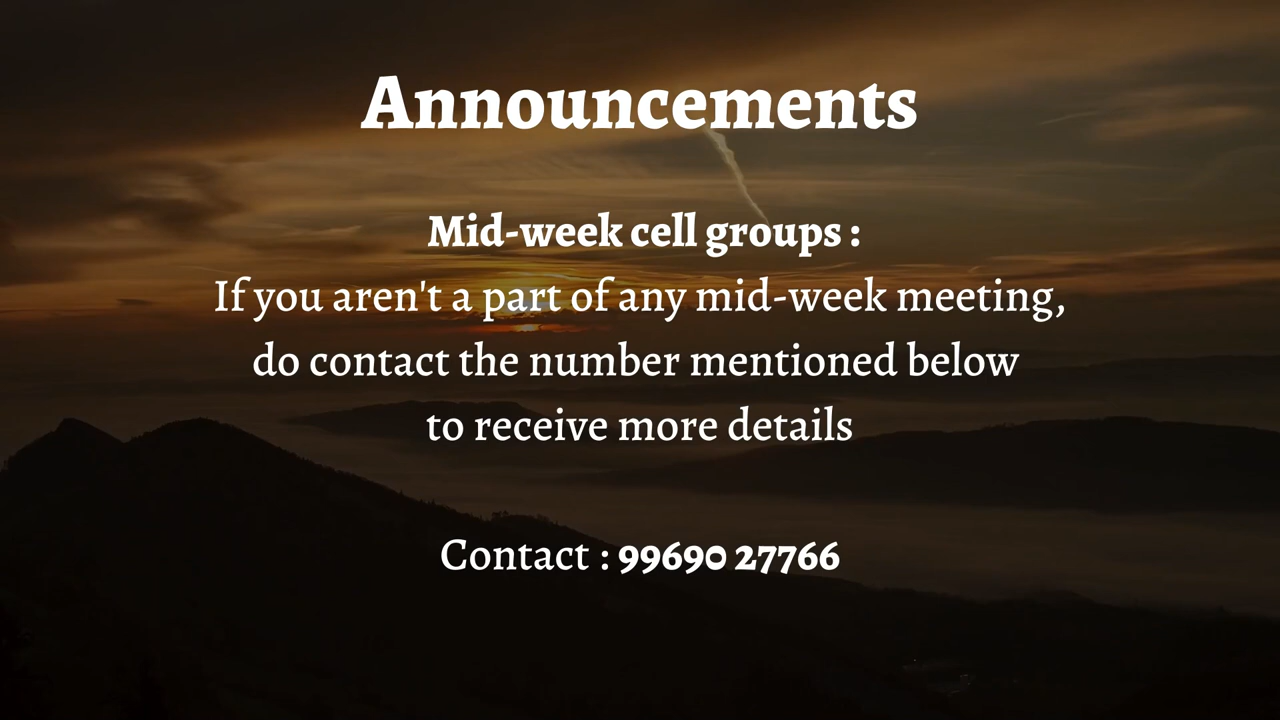 Announcements
Mid-week cell groups :
If you aren't a part of any mid-week meeting,
do contact the number mentioned below
to receive more details
Contact : 99690 27766